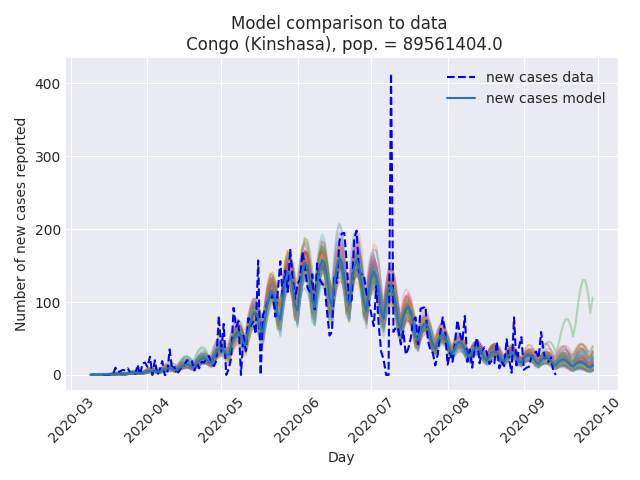 Model comparison to data
Congo (Kinshasa), pop. = 89561404.0
new cases data
new cases model
Number of new cases reported
400
300
200
100
0
2020-03
2020-04
2020-05
2020-06
2020-07
2020-08
2020-09
2020-10
Day